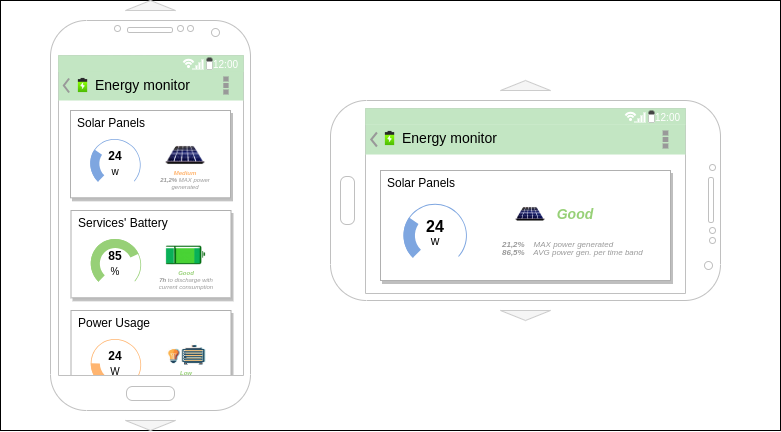 12:00
Energy monitor
Solar Panels
24
w
Medium
21,2% MAX power
generated
Services' Battery
85
%
Good
7h to discharge with
current consumption
Power Usage
24
W
Low
12:00
Energy monitor
Solar Panels
24
w
Good
21,2% MAX power generated
86,5% AVG power gen. per time band